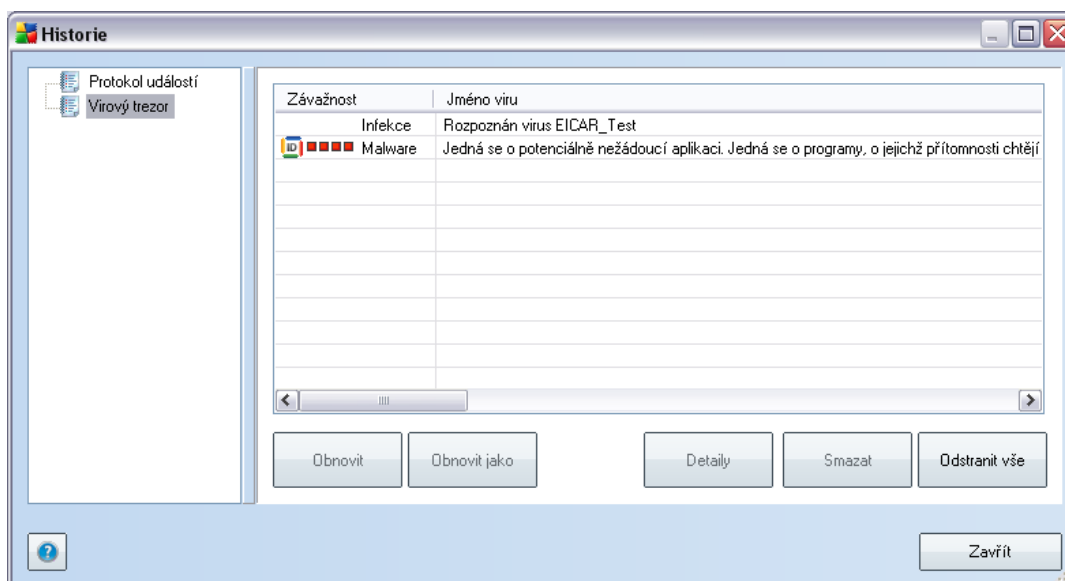 Historie
Protokol událostí
Virový trezor
Závažnost Jméno viru
Infekce Rozpoznán virus EICAR_Test
ID Malware Jedná se o potenciálně nežádoucí aplikaci. Jedná se o programy, o jejichž přítomnosti chtějí
Obnovit Obnovit jako Detaily Smazat Odstranit vše
? Zavřít